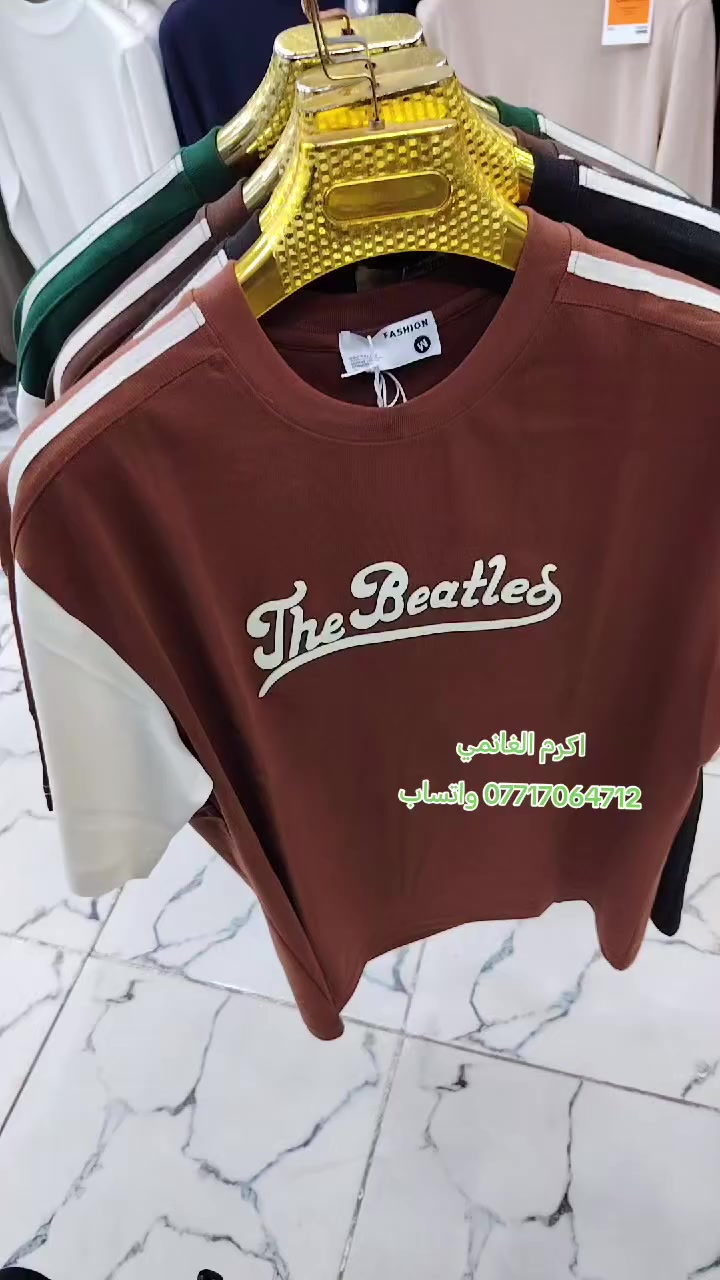 FASHION
M
The Beatles
اكرم الغانمي
07717064712 واتساب